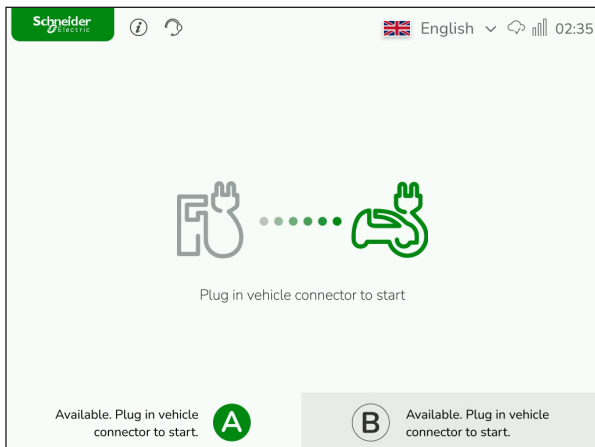 Schneider
Electric
i
English
02:35
Plug in vehicle connector to start
Available. Plug in vehicle
connector to start.
A
B
Available. Plug in vehicle
connector to start.